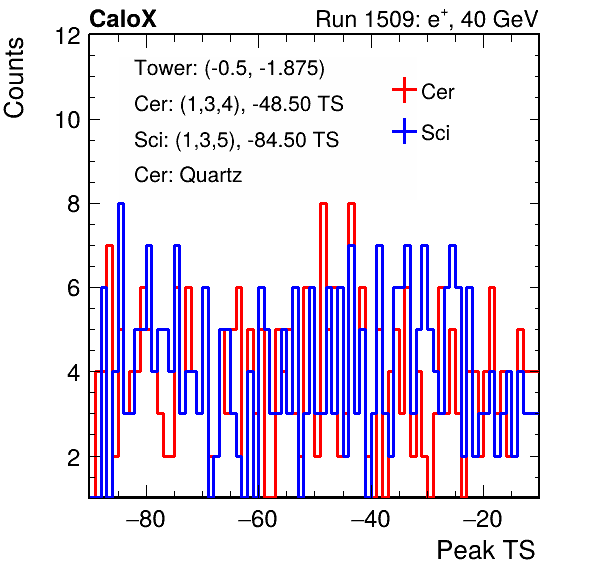 CaloX Run 1509: e⁺, 40 GeV
Counts
12
10
8
6
4
2
Tower: (-0.5, -1.875)
Cer: (1,3,4), -48.50 TS
Sci: (1,3,5), -84.50 TS
Cer: Quartz
Cer
Sci
−80 −60 −40 −20
Peak TS